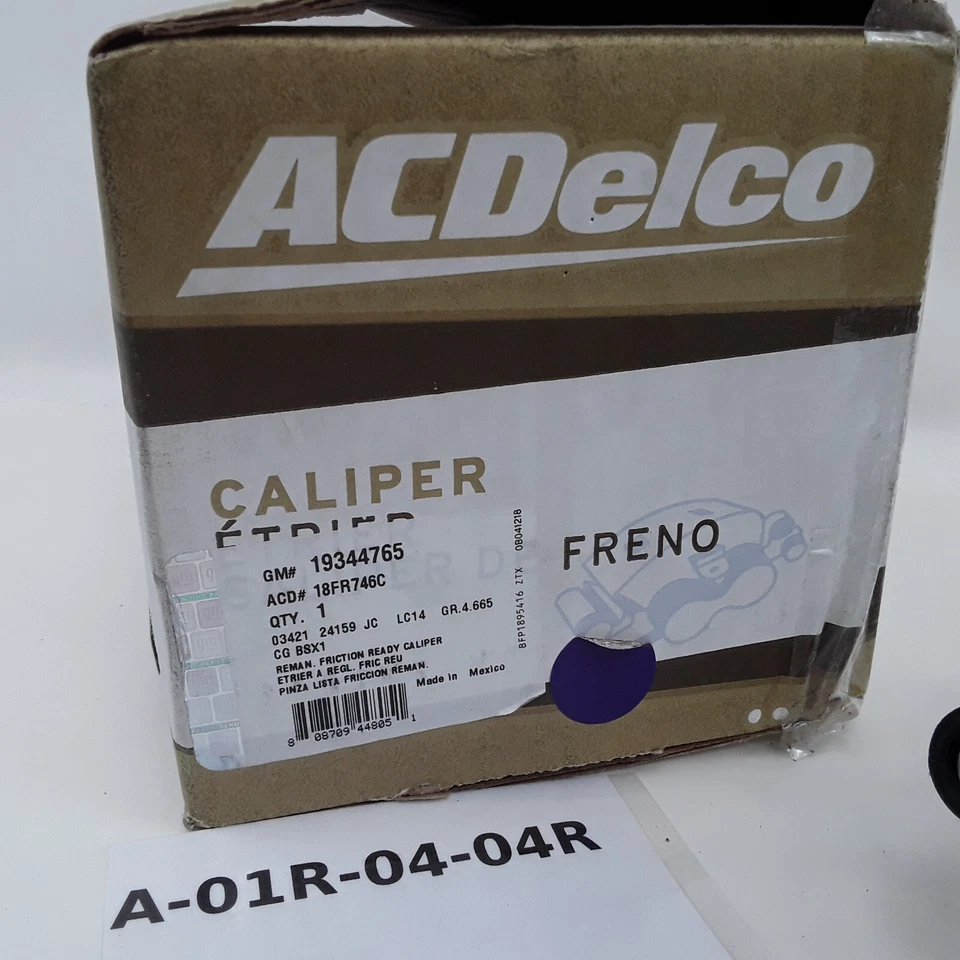 ACDelco
CALIPER
ÉTRIER
FRENO
GM# 19344765
ACD# 18FR746C
QTY. 1
03421 24159 JC LC14 GR.4.665
CG BSX1
REMAN. FRICTION READY CALIPER
ETRIER A REGL. FRIC REU
PINZA LISTA FRICCION REMAN.
Made in Mexico
8 08709 44805 1
BFP1895416 ZTX 0B041218
A-01R-04-04R